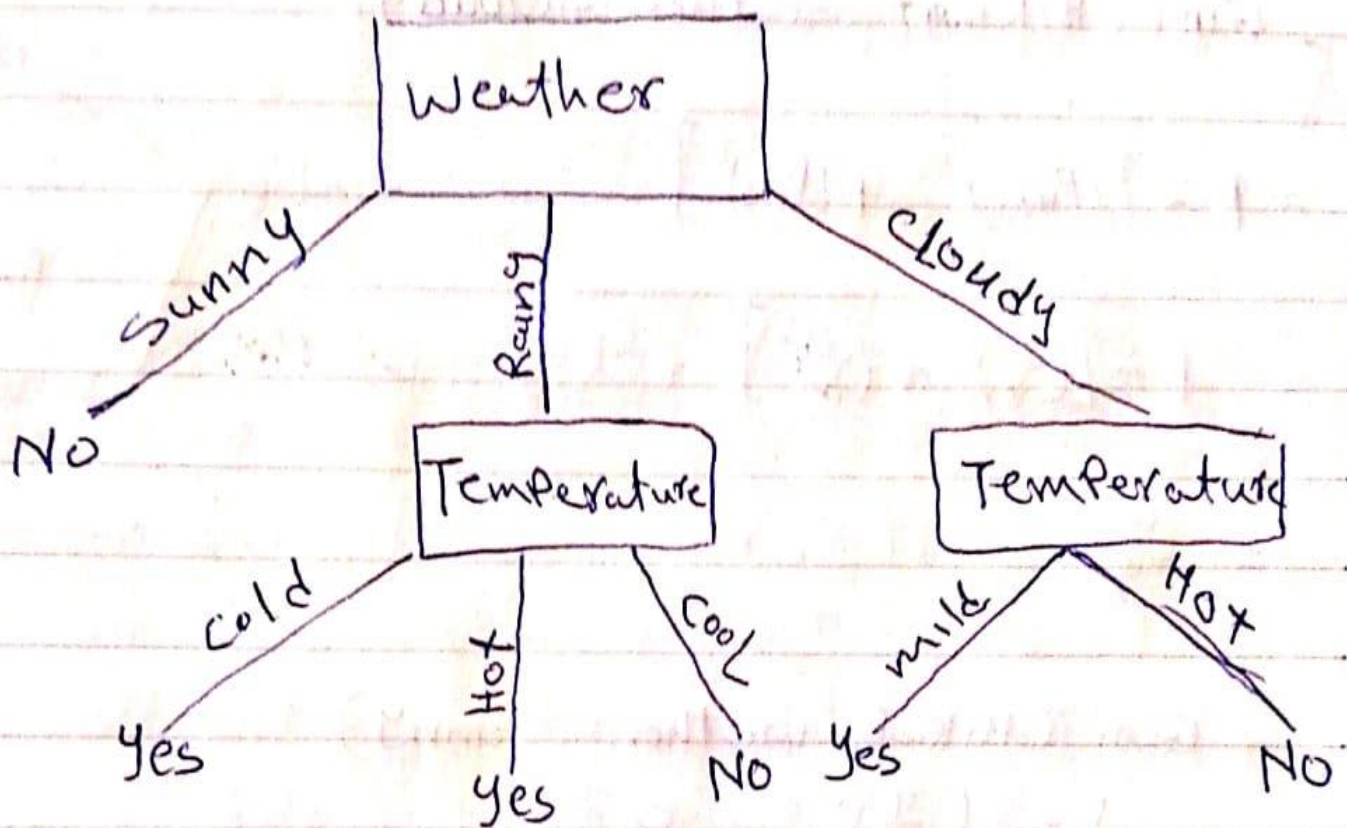 Weather
Sunny
Rainy
Cloudy
No
Temperature
Temperature
Cold
Hot
Cool
mild
Hot
Yes
Yes
No
Yes
No